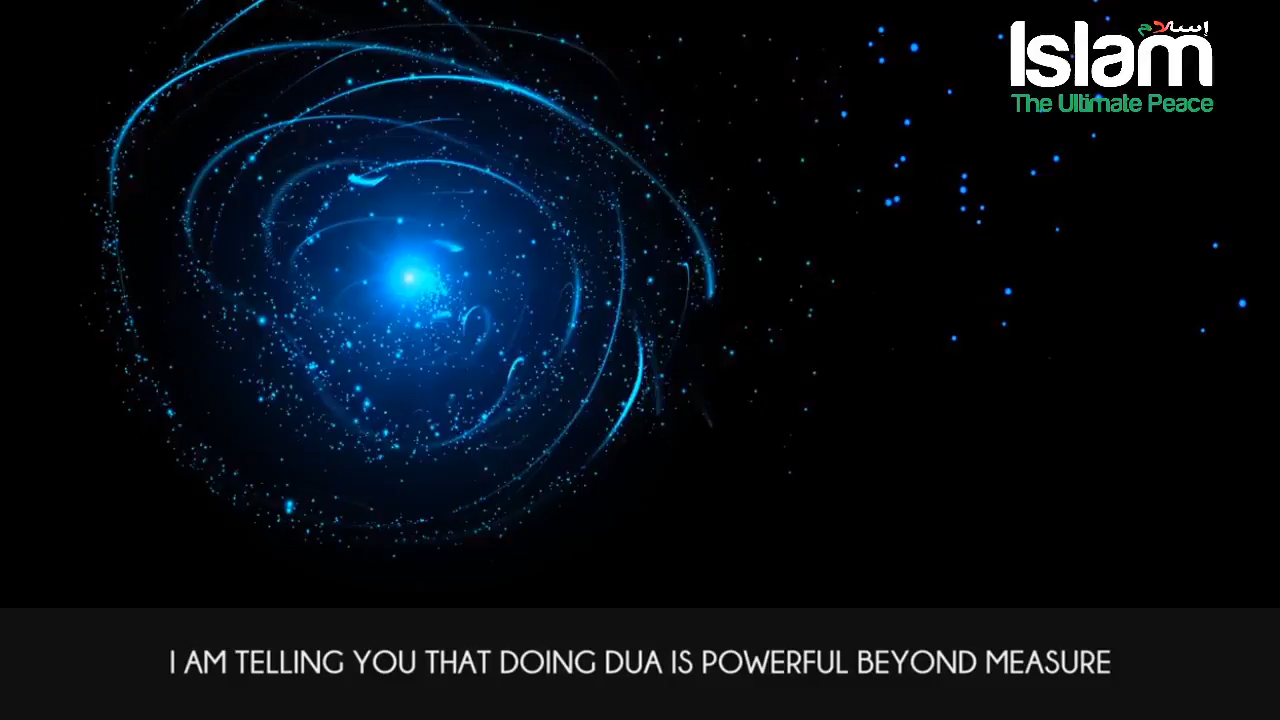 إسلام
Islam
The Ultimate Peace
I AM TELLING YOU THAT DOING DUA IS POWERFUL BEYOND MEASURE